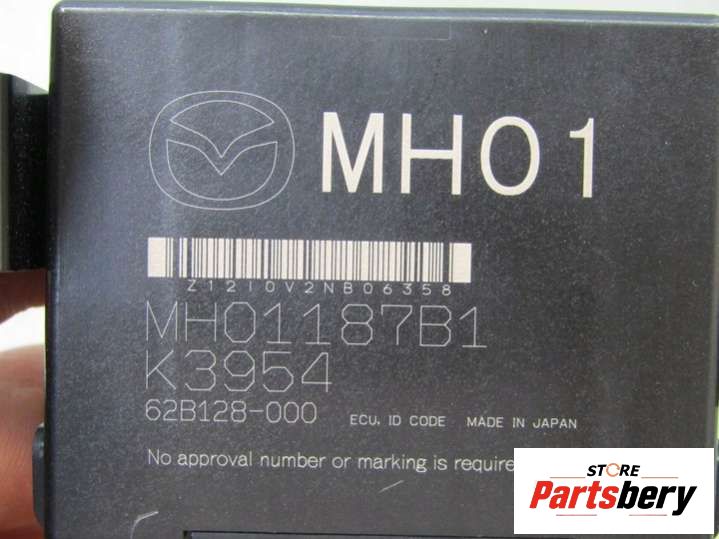 MH01
Z12I0V2NB06358
MH01187B1
K3954
62B128-000 ECU. ID CODE MADE IN JAPAN
No approval number or marking is require
STORE
Partsbery